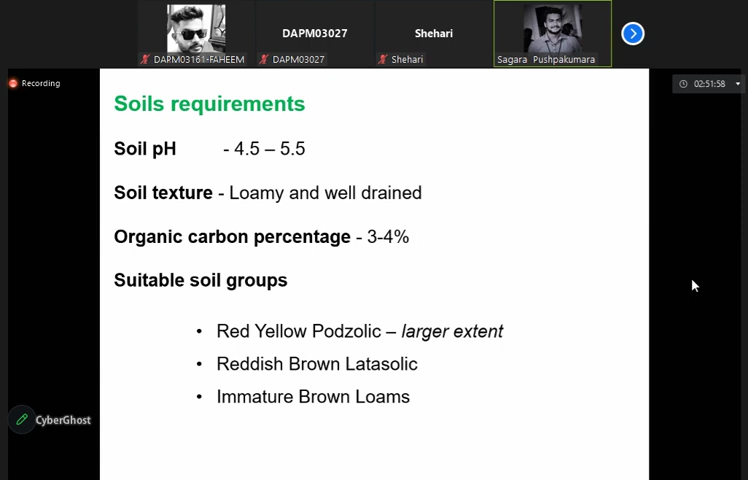 DAPM03027
Shehari
DAPM03161-FAHEEM
DAPM03027
Shehari
Sagara Pushpakumara
Recording
02:51:58
Soils requirements
Soil pH - 4.5 – 5.5
Soil texture - Loamy and well drained
Organic carbon percentage - 3-4%
Suitable soil groups
• Red Yellow Podzolic – larger extent
• Reddish Brown Latasolic
• Immature Brown Loams
CyberGhost